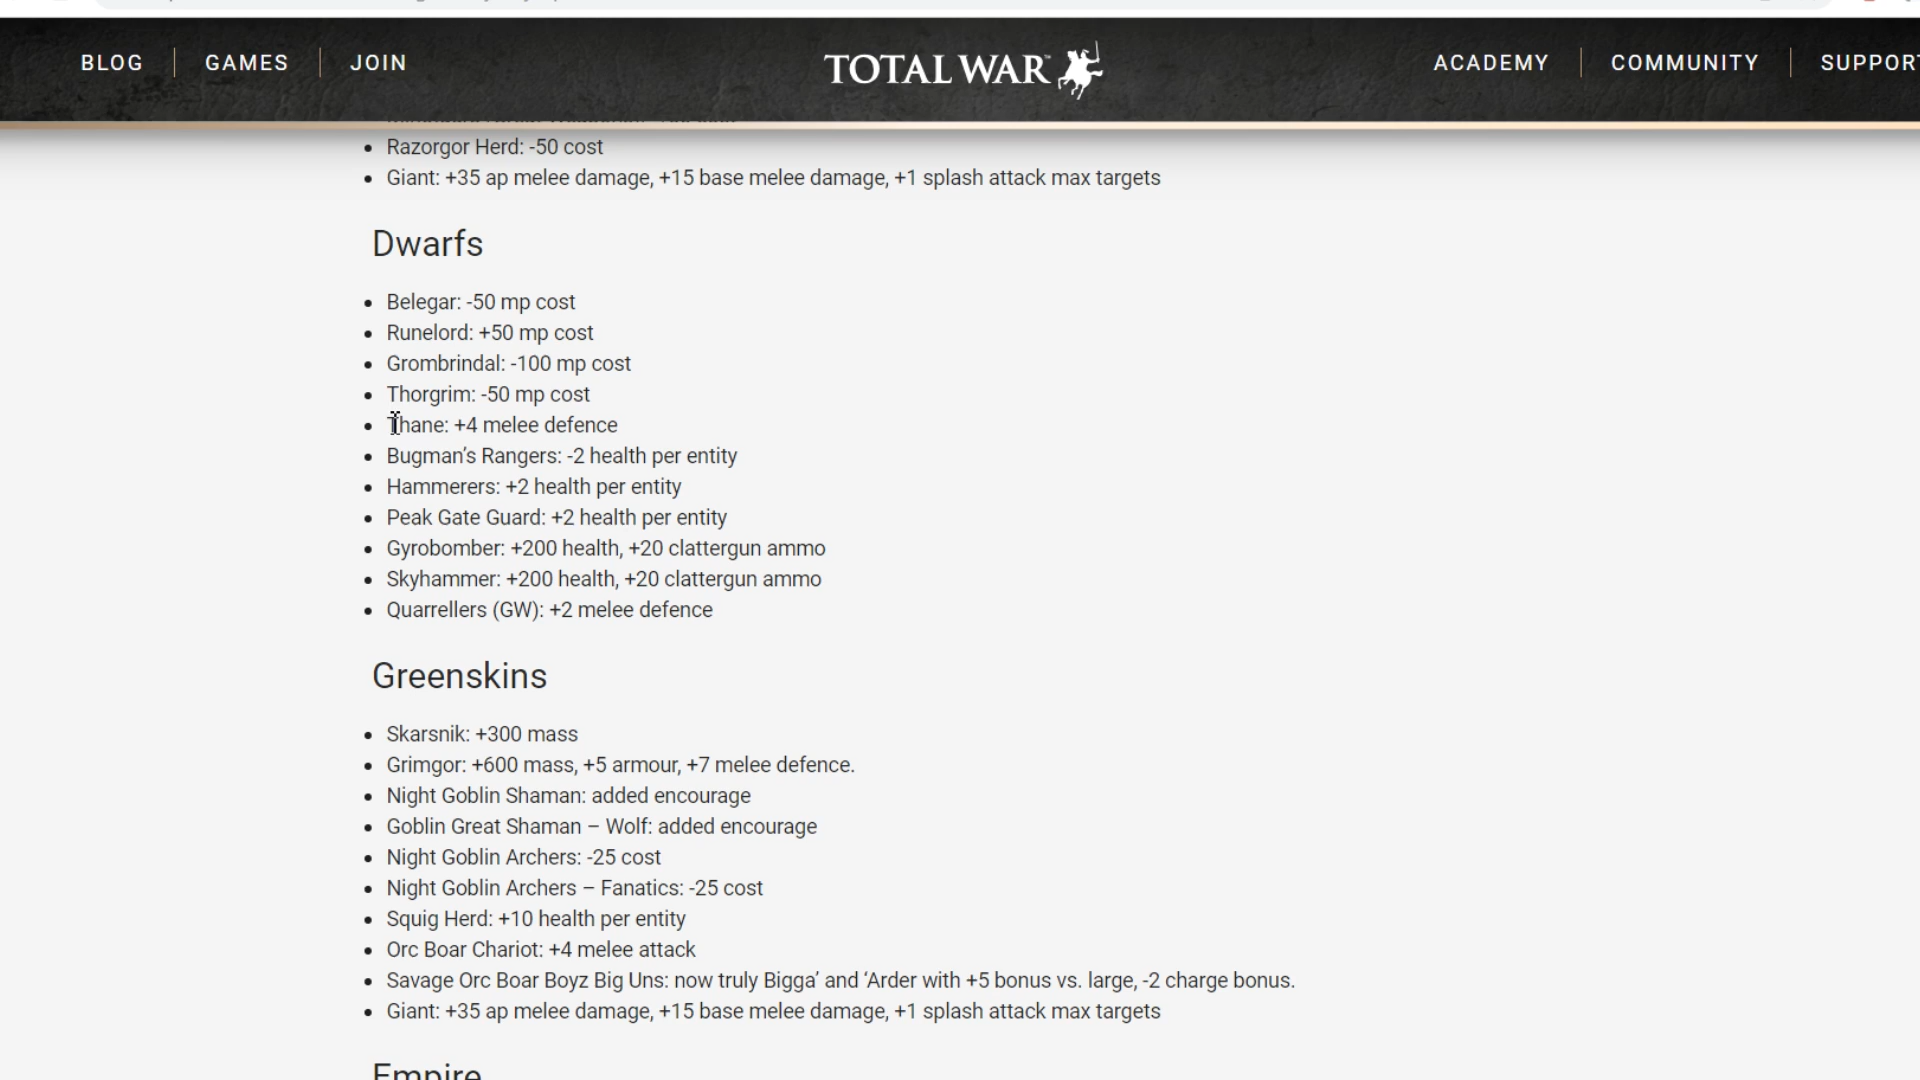 BLOG GAMES JOIN TOTAL WAR™ ACADEMY COMMUNITY SUPPORT
Razorgor Herd: -50 cost
Giant: +35 ap melee damage, +15 base melee damage, +1 splash attack max targets
Dwarfs
Belegar: -50 mp cost
Runelord: +50 mp cost
Grombrindal: -100 mp cost
Thorgrim: -50 mp cost
Thane: +4 melee defence
Bugman’s Rangers: -2 health per entity
Hammerers: +2 health per entity
Peak Gate Guard: +2 health per entity
Gyrobomber: +200 health, +20 clattergun ammo
Skyhammer: +200 health, +20 clattergun ammo
Quarrellers (GW): +2 melee defence
Greenskins
Skarsnik: +300 mass
Grimgor: +600 mass, +5 armour, +7 melee defence.
Night Goblin Shaman: added encourage
Goblin Great Shaman – Wolf: added encourage
Night Goblin Archers: -25 cost
Night Goblin Archers – Fanatics: -25 cost
Squig Herd: +10 health per entity
Orc Boar Chariot: +4 melee attack
Savage Orc Boar Boyz Big Uns: now truly Bigga’ and ‘Arder with +5 bonus vs. large, -2 charge bonus.
Giant: +35 ap melee damage, +15 base melee damage, +1 splash attack max targets
Empire